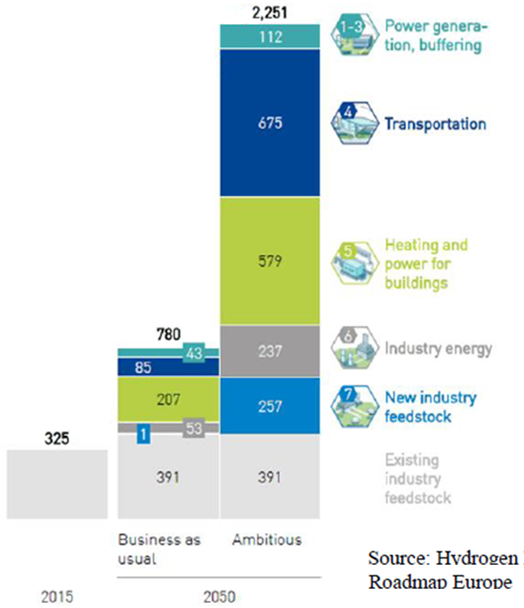 2,251
112
1-3
Power genera-
tion, buffering
675
4
Transportation
579
5
Heating and
power for
buildings
780
43
85
237
6
Industry energy
207
257
7
New industry
feedstock
53
1
325
391
391
Existing
industry
feedstock
Business as
usual
Ambitious
2015
2050
Source: Hydrogen
Roadmap Europe